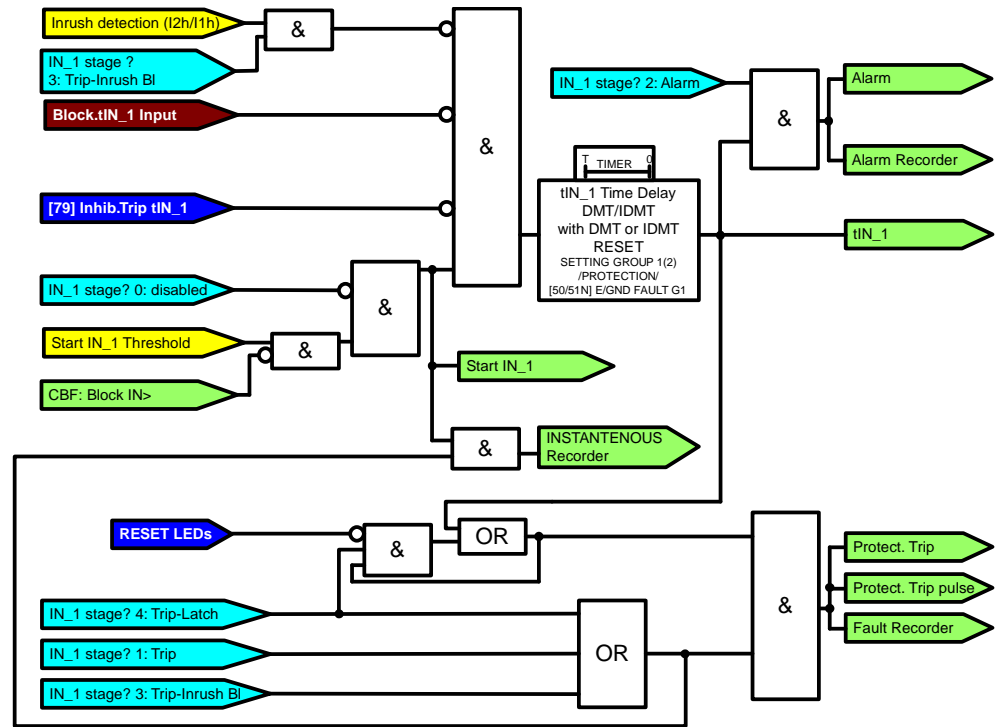 Inrush detection (I2h/I1h)
&
IN_1 stage ?
3: Trip-Inrush Bl
Block.tIN_1 Input
[79] Inhib.Trip tIN_1
&
IN_1 stage? 2: Alarm
&
Alarm
Alarm Recorder
T TIMER 0
tIN_1 Time Delay
DMT/IDMT
with DMT or IDMT
RESET
SETTING GROUP 1(2)
/PROTECTION/
[50/51N] E/GND FAULT G1
tIN_1
IN_1 stage? 0: disabled
&
Start IN_1 Threshold
&
CBF: Block IN>
Start IN_1
&
INSTANTENOUS
Recorder
RESET LEDs
&
OR
IN_1 stage? 4: Trip-Latch
IN_1 stage? 1: Trip
IN_1 stage? 3: Trip-Inrush Bl
OR
&
Protect. Trip
Protect. Trip pulse
Fault Recorder